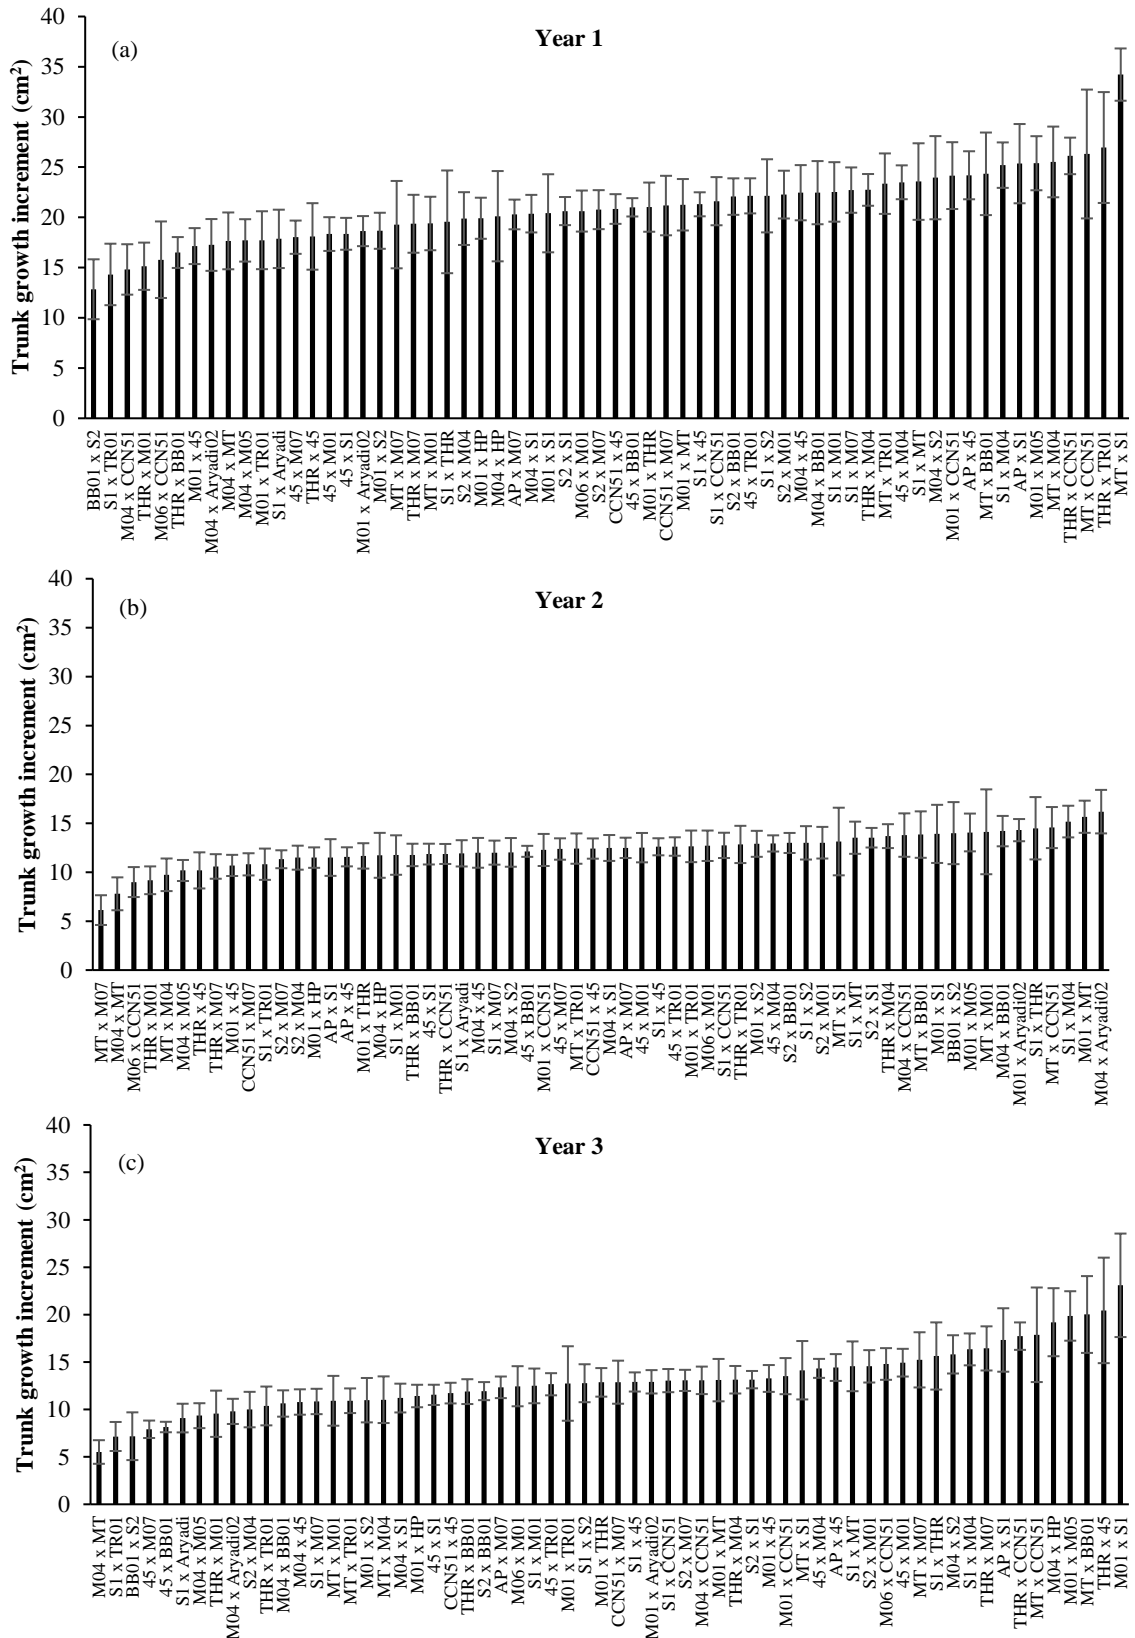 (a)
Year 1
Trunk growth increment (cm²)
40
35
30
25
20
15
10
5
0
BB01 x S2
S1 x TR01
M04 x CCN51
THR x M01
M06 x CCN51
THR x BB01
M01 x 45
M04 x Aryadi02
M04 x MT
M04 x M05
M01 x TR01
S1 x Aryadi
45 x M07
THR x 45
45 x M01
45 x S1
M01 x Aryadi02
M01 x S2
MT x M07
THR x M07
MT x M01
S1 x THR
S2 x M04
M01 x HP
M04 x HP
AP x M07
M04 x S1
M01 x S1
S2 x S1
M06 x M01
S2 x M07
CCN51 x 45
45 x BB01
M01 x THR
CCN51 x M07
M01 x MT
S1 x 45
S1 x CCN51
S2 x BB01
45 x TR01
S1 x S2
S2 x M01
M04 x 45
M04 x BB01
S1 x M01
S1 x M07
THR x M04
MT x TR01
45 x M04
S1 x MT
M04 x S2
M01 x CCN51
AP x 45
MT x BB01
S1 x M04
AP x S1
M01 x M05
MT x M04
THR x CCN51
MT x CCN51
THR x TR01
MT x S1
(b)
Year 2
Trunk growth increment (cm²)
40
35
30
25
20
15
10
5
0
MT x M07
M04 x MT
M06 x CCN51
THR x M01
MT x M04
M04 x M05
THR x 45
THR x M07
M01 x 45
CCN51 x M07
S1 x TR01
S2 x M07
S2 x M04
M01 x HP
AP x S1
AP x 45
M01 x THR
M04 x HP
S1 x M01
THR x BB01
45 x S1
THR x CCN51
S1 x Aryadi
M04 x 45
S1 x M07
M04 x S2
45 x BB01
M01 x CCN51
45 x M07
MT x TR01
CCN51 x 45
M04 x S1
AP x M07
45 x M01
S1 x 45
45 x TR01
M01 x TR01
M06 x M01
S1 x CCN51
THR x TR01
M01 x S2
45 x M04
S2 x BB01
S1 x S2
S2 x M01
MT x S1
S1 x MT
S2 x S1
THR x M04
M04 x CCN51
MT x BB01
M01 x S1
BB01 x S2
M01 x M05
MT x M01
M04 x BB01
M01 x Aryadi02
S1 x THR
MT x CCN51
S1 x M04
M01 x MT
M04 x Aryadi02
(c)
Year 3
Trunk growth increment (cm²)
40
35
30
25
20
15
10
5
0
M04 x MT
S1 x TR01
BB01 x S2
45 x M07
45 x BB01
S1 x Aryadi
M04 x M05
THR x M01
M04 x Aryadi02
S2 x M04
THR x TR01
M04 x BB01
M04 x 45
S1 x M07
MT x M01
MT x TR01
M01 x S2
MT x M04
M04 x S1
M01 x HP
45 x S1
CCN51 x 45
THR x BB01
S2 x BB01
AP x M07
M06 x M01
S1 x M01
45 x TR01
M01 x TR01
S1 x S2
M01 x THR
CCN51 x M07
S1 x 45
M01 x Aryadi02
S1 x CCN51
S2 x M07
M04 x CCN51
M01 x MT
THR x M04
S2 x S1
M01 x 45
M01 x CCN51
MT x S1
45 x M04
AP x 45
S1 x MT
S2 x M01
M06 x CCN51
45 x M01
MT x M07
S1 x THR
M04 x S2
S1 x M04
THR x M07
AP x S1
THR x CCN51
MT x CCN51
M04 x HP
M01 x M05
MT x BB01
THR x 45
M01 x S1